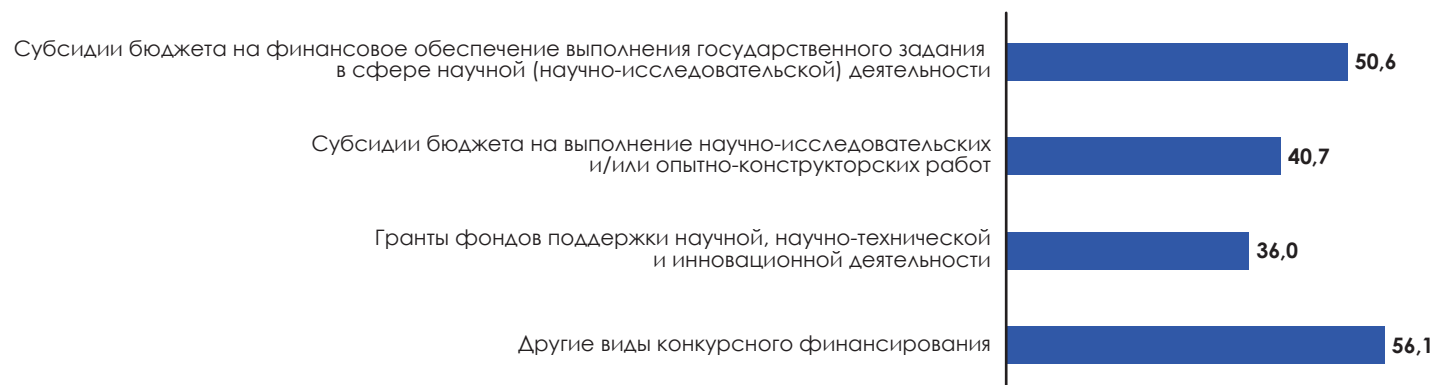 Субсидии бюджета на финансовое обеспечение выполнения государственного задания
в сфере научной (научно-исследовательской) деятельности
50,6
Субсидии бюджета на выполнение научно-исследовательских
и/или опытно-конструкторских работ
40,7
Гранты фондов поддержки научной, научно-технической
и инновационной деятельности
36,0
Другие виды конкурсного финансирования
56,1